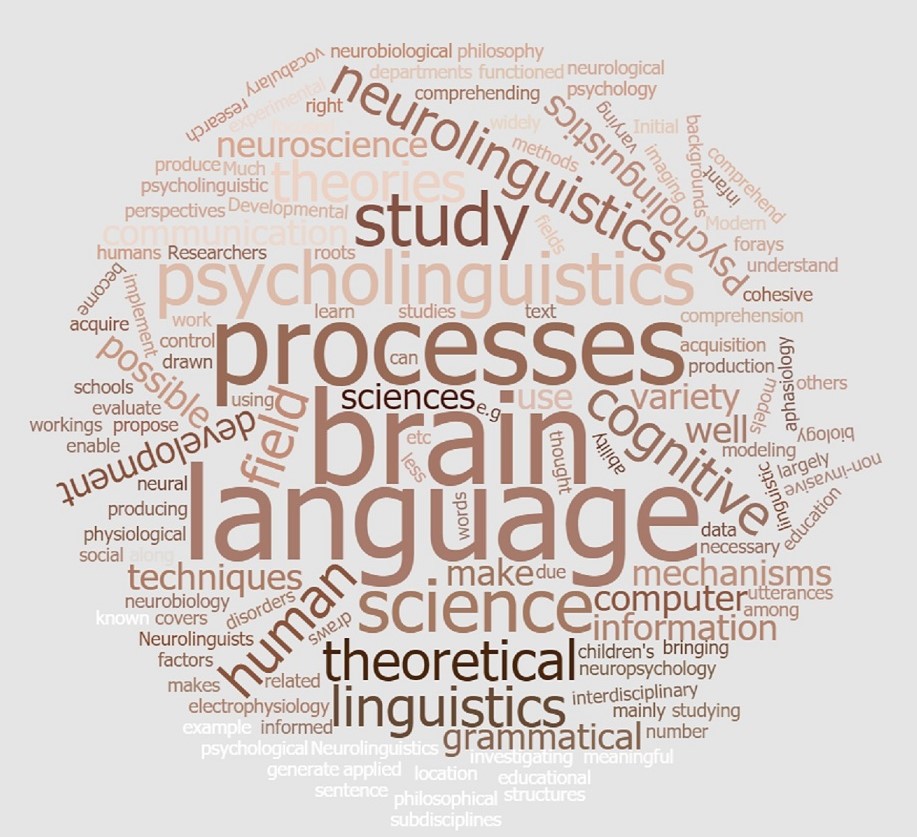 neurobiological philosophy
vocabulary
departments functioned neurological
research
experimental
right
comprehending
psychology
neurolinguistics
psycholinguistics
varying
widely
Initial
backgrounds
neuroscience
methods
imaging
infant
comprehend
produce Much
theories
psycholinguistic
perspectives Developmental
study
fields
Modern
communication
forays
humans Researchers
roots
understand
become
implement
psycholinguistics
cohesive
learn
studies
text
comprehension
acquire
work
processes
control
can
acquisition
possible
drawn
production
aphasiology
schools
using
sciences
e.g
use
variety
models
others
evaluate
field
brain
cognitive
workings propose
development
well
biology
enable
etc
less
thought
ability
modeling
neural
language
words
linguistic
largely
non-invasive
producing
education
physiological
data
social along
necessary
techniques
human
make due
mechanisms
neurobiology
disorders
science
computer
utterances
known covers
draws
among
Neurolinguists
information
factors
theoretical
children's bringing
neuropsychology
makes
related
interdisciplinary
electrophysiology
linguistics
mainly studying
example informed
grammatical
number
psychological Neurolinguistics
investigating meaningful
generate applied
location
educational
sentence
philosophical structures
subdisciplines